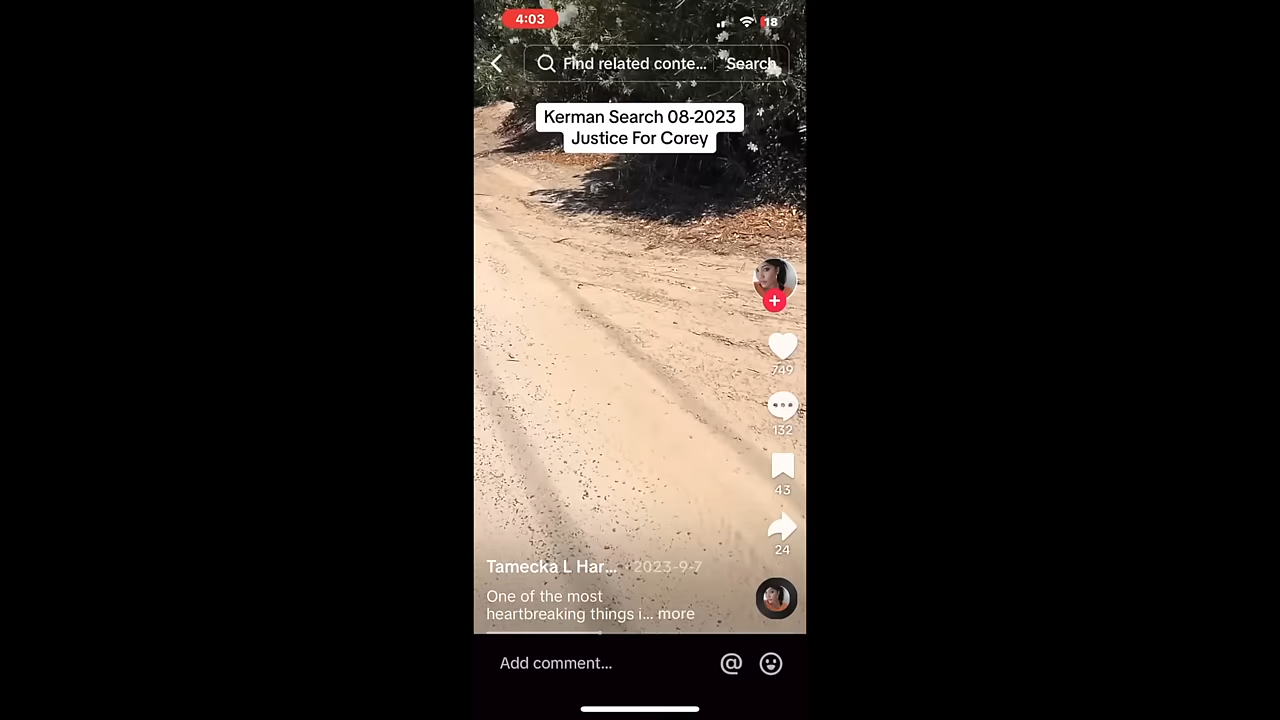 4:03
18
Find related conte... Search
Kerman Search 08-2023
Justice For Corey
749
132
43
24
Tamecka L Har... · 2023-9-7
One of the most
heartbreaking things i... more
Add comment...